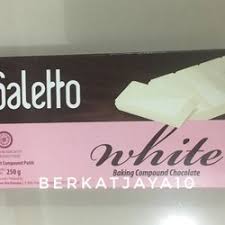 Galetto
white
Baking Compound Chocolate
250 g
BERKATJAYA10